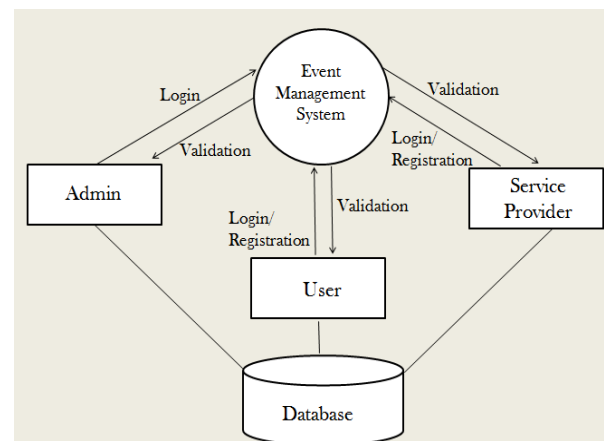 Event
Management
System
Login
Validation
Validation
Login/
Registration
Admin
Service
Provider
Login/
Registration
Validation
User
Database